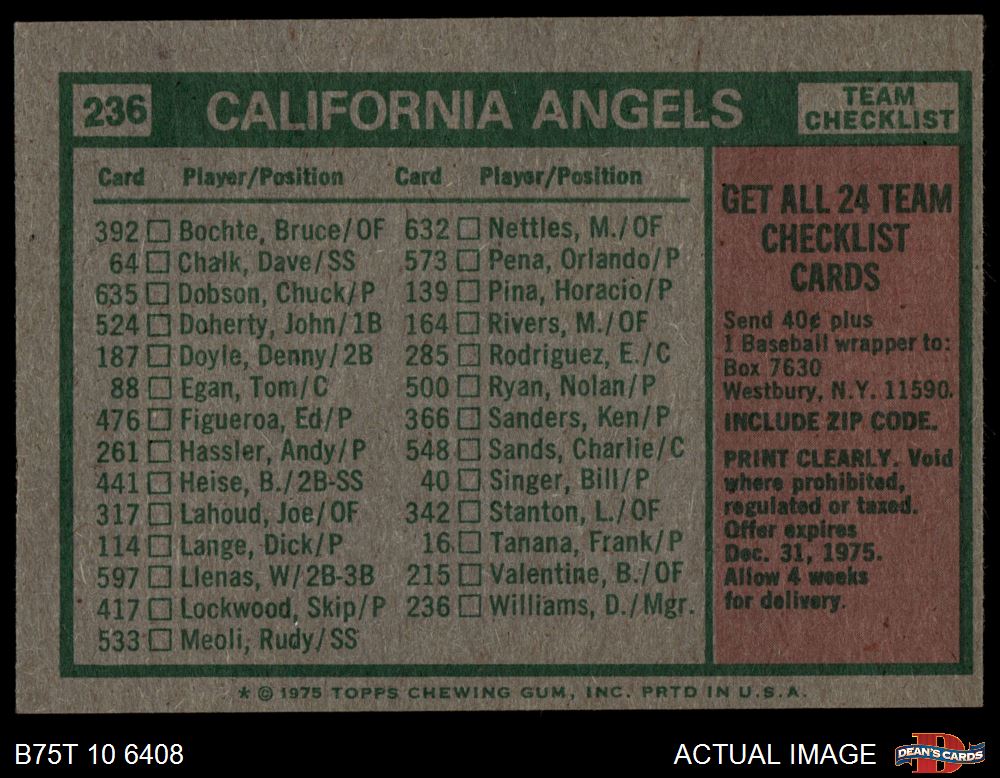 236
CALIFORNIA ANGELS
TEAM
CHECKLIST
Card Player/Position Card Player/Position
392 Bochte, Bruce/OF 632 Nettles, M./OF
64 Chalk, Dave/SS 573 Pena, Orlando/P
635 Dobson, Chuck/P 139 Pina, Horacio/P
524 Doherty, John/1B 164 Rivers, M./OF
187 Doyle, Denny/2B 285 Rodriguez, E./C
88 Egan, Tom/C 500 Ryan, Nolan/P
476 Figueroa, Ed/P 366 Sanders, Ken/P
261 Hassler, Andy/P 548 Sands, Charlie/C
441 Heise, B./2B-SS 40 Singer, Bill/P
317 Lahoud, Joe/OF 342 Stanton, L./OF
114 Lange, Dick/P 16 Tanana, Frank/P
597 Llenas, W/2B-3B 215 Valentine, B./OF
417 Lockwood, Skip/P 236 Williams, D./Mgr.
533 Meoli, Rudy/SS
GET ALL 24 TEAM
CHECKLIST
CARDS
Send 40¢ plus
1 Baseball wrapper to:
Box 7630
Westbury, N.Y. 11590.
INCLUDE ZIP CODE.
PRINT CLEARLY. Void
where prohibited,
regulated or taxed.
Offer expires
Dec. 31, 1975.
Allow 4 weeks
for delivery.
* © 1975 TOPPS CHEWING GUM, INC. PRTD IN U.S.A.
B75T 10 6408
ACTUAL IMAGE
D
DEAN'S CARDS